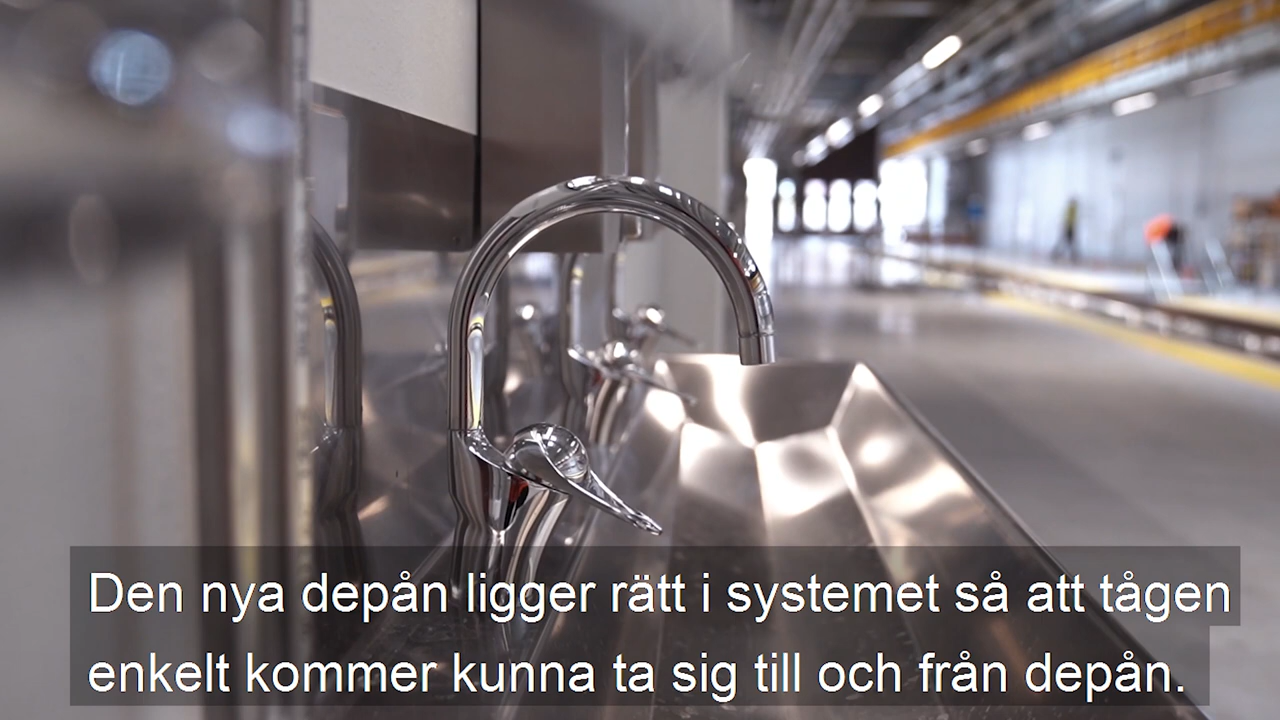 Den nya depån ligger rätt i systemet så att tågen
enkelt kommer kunna ta sig till och från depån.